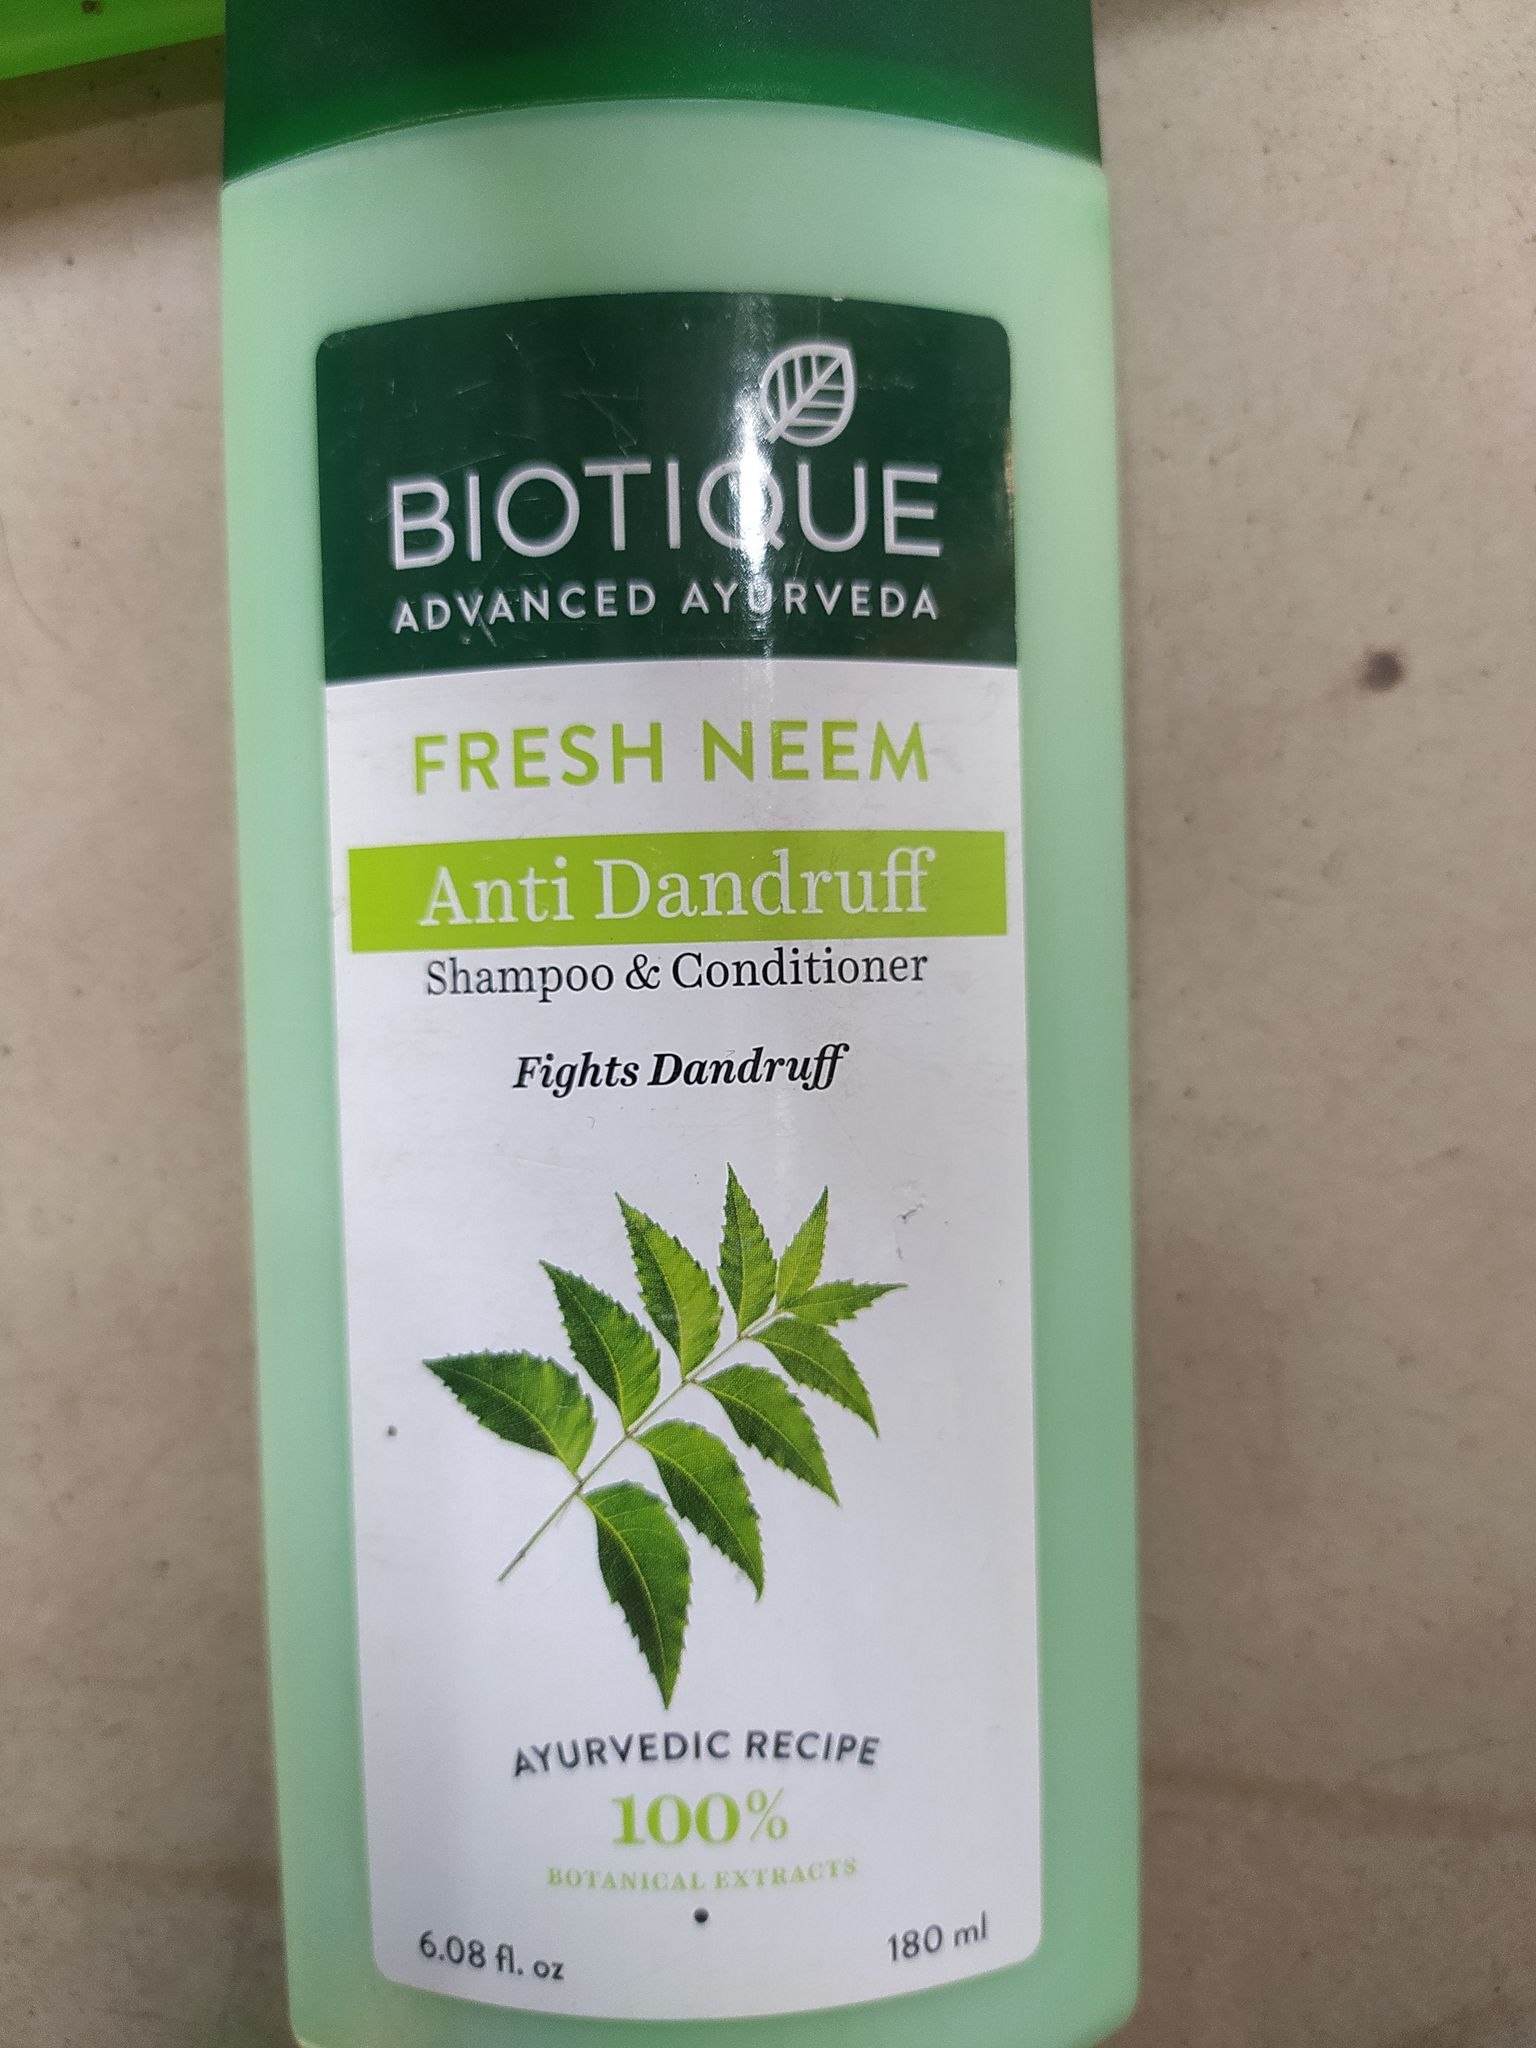 BIOTIQUE
ADVANCED AYURVEDA
FRESH NEEM
Anti Dandruff
Shampoo & Conditioner
Fights Dandruff
AYURVEDIC RECIPE
100%
BOTANICAL EXTRACTS
6.08 fl. oz 180 ml